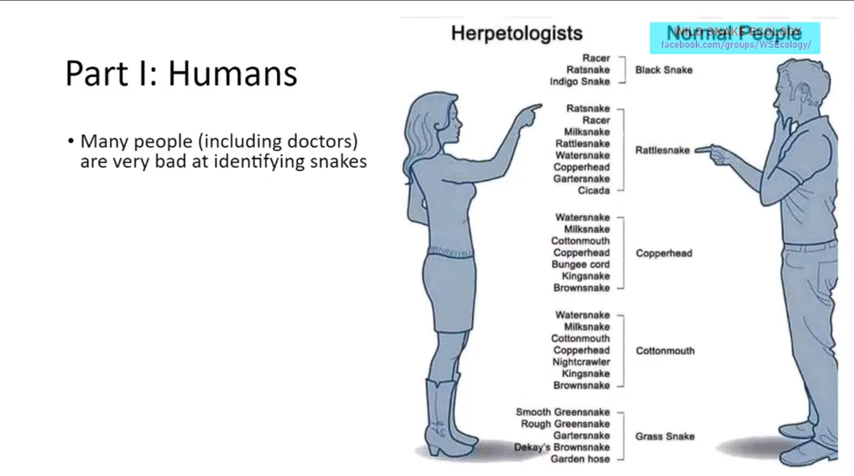 Part I: Humans
• Many people (including doctors)
are very bad at identifying snakes
Herpetologists
Normal People
WILD SNAKE ECOLOGY
facebook.com/groups/WSEcology/
Racer
Ratsnake
Indigo Snake
Black Snake
Ratsnake
Racer
Milksnake
Rattlesnake
Watersnake
Copperhead
Gartersnake
Cicada
Rattlesnake
Watersnake
Milksnake
Cottonmouth
Copperhead
Bungee cord
Kingsnake
Brownsnake
Copperhead
Watersnake
Milksnake
Cottonmouth
Copperhead
Nightcrawler
Kingsnake
Brownsnake
Cottonmouth
Smooth Greensnake
Rough Greensnake
Gartersnake
Dekay's Brownsnake
Garden hose
Grass Snake